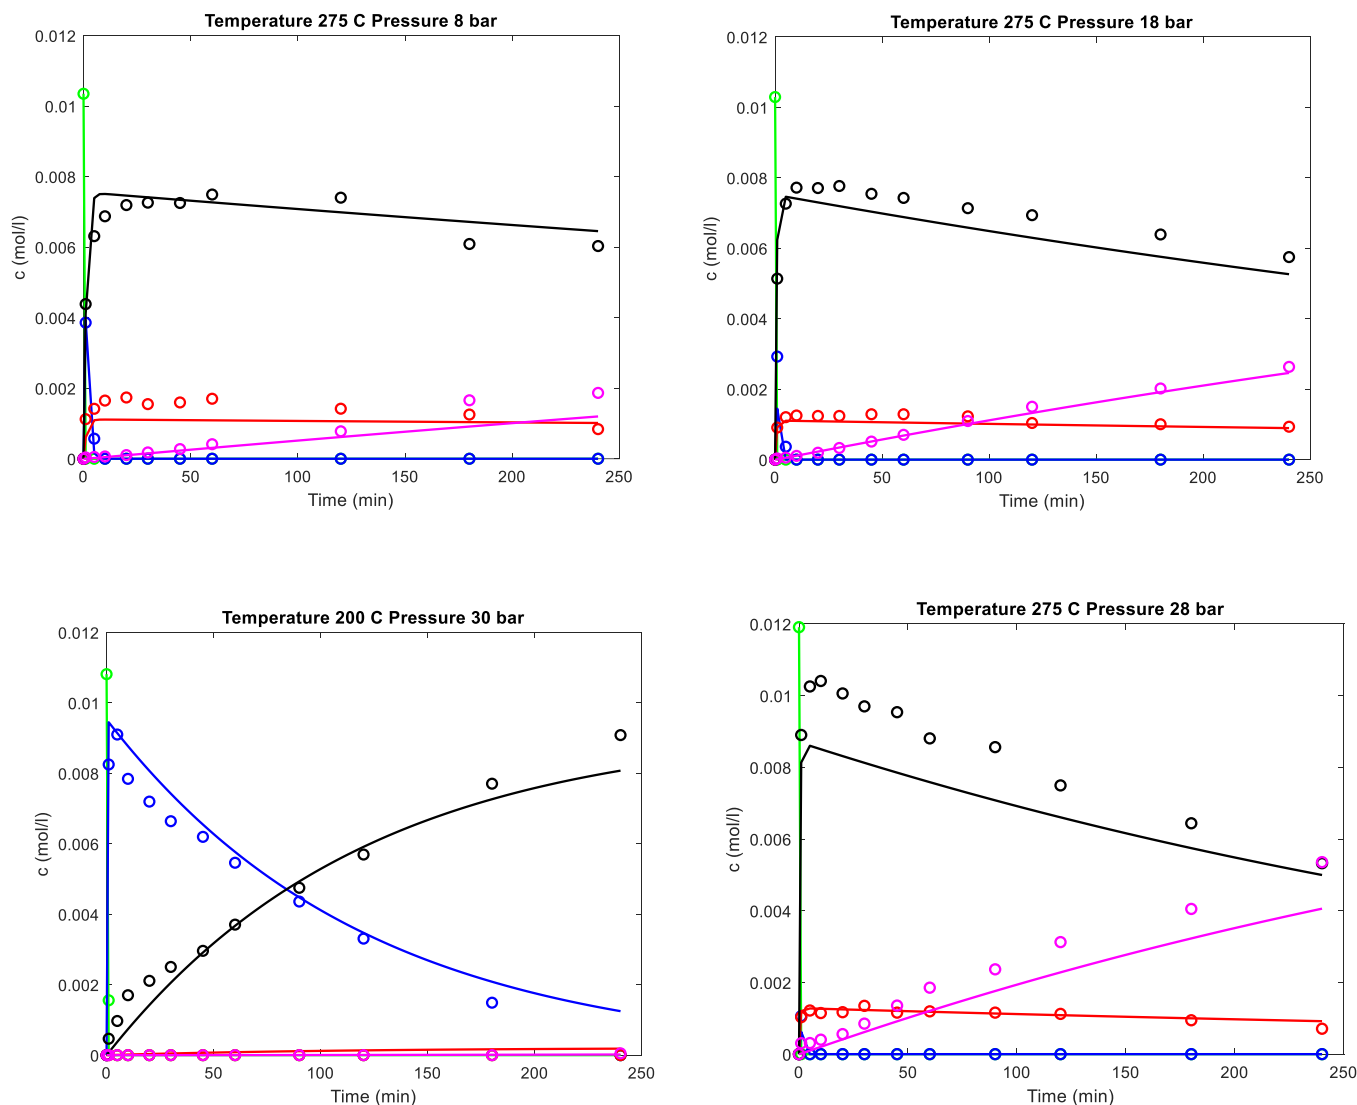 Temperature 275 C Pressure 8 bar
0.012
0.01
0.008
0.006
0.004
0.002
0
c (mol/l)
0 50 100 150 200 250
Time (min)
Temperature 275 C Pressure 18 bar
0.012
0.01
0.008
0.006
0.004
0.002
0
c (mol/l)
0 50 100 150 200 250
Time (min)
Temperature 200 C Pressure 30 bar
0.012
0.01
0.008
0.006
0.004
0.002
0
c (mol/l)
0 50 100 150 200 250
Time (min)
Temperature 275 C Pressure 28 bar
0.012
0.01
0.008
0.006
0.004
0.002
0
c (mol/l)
0 50 100 150 200 250
Time (min)